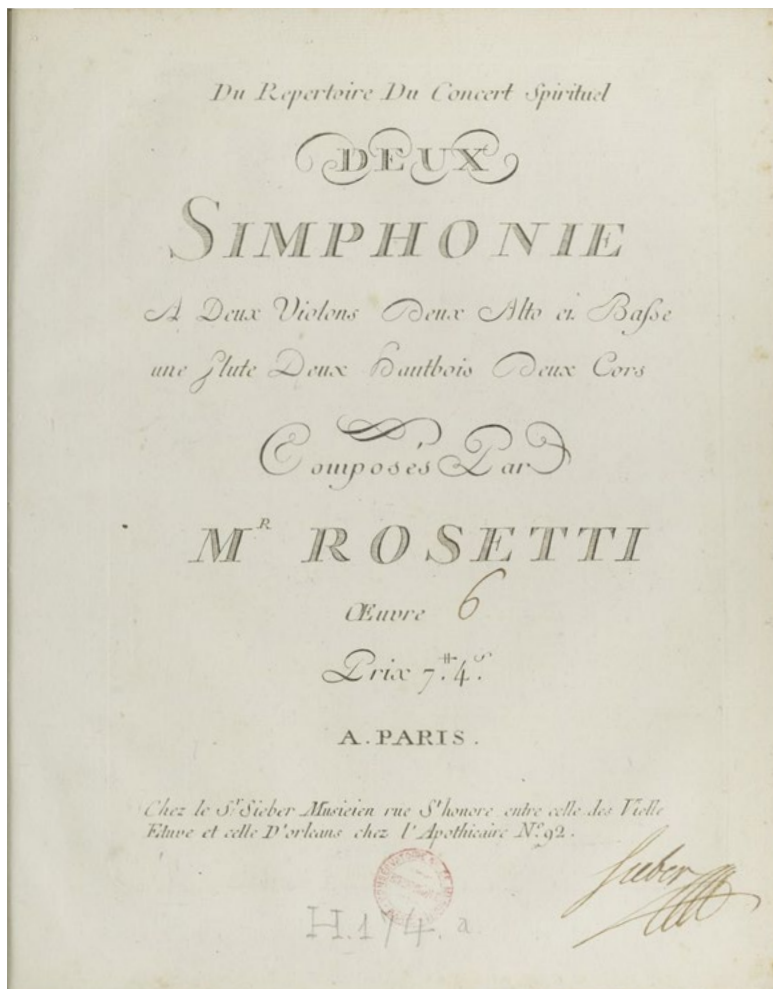 Du Repertoire Du Concert Spirituel
DEUX
SIMPHONIE
A Deux Violons Deux Alto et Basse
une flute Deux Hautbois Deux Cors
Composés Par
MR ROSETTI
Œuvre 6
Prix 7.tt 4.s
A. PARIS.
Chez le Sr Sieber Musicien rue St honore entre celle des Vielle
Etuve et celle D'orleans chez l'Apothicaire No. 92.
Sieber
H.174.a